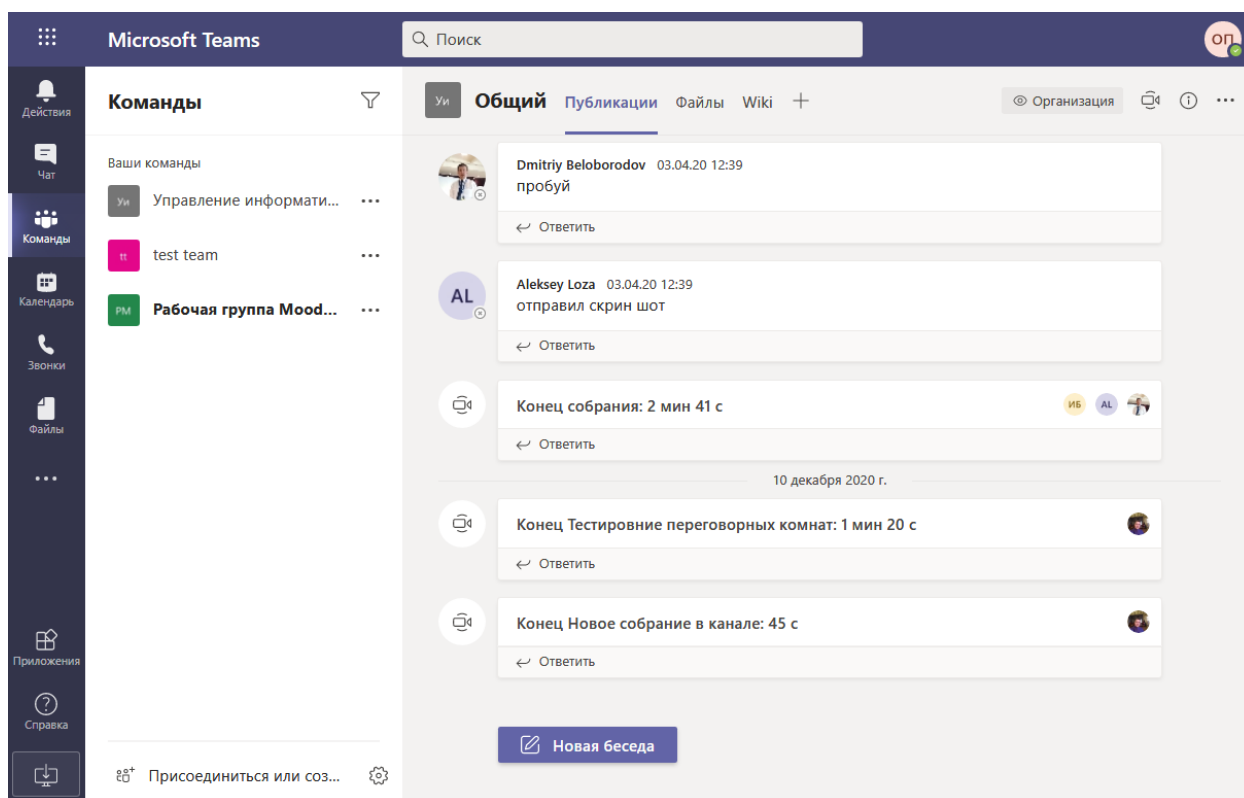 Microsoft Teams
Поиск
ОП
Действия
Чат
Команды
Календарь
Звонки
Файлы
Приложения
Справка
Команды
Ваши команды
Уи Управление информати... ...
tt test team ...
РМ Рабочая группа Mood... ...
Присоединиться или соз...
Уи Общий Публикации Файлы Wiki +
Организация ...
Dmitriy Beloborodov 03.04.20 12:39
пробуй
Ответить
AL
Aleksey Loza 03.04.20 12:39
отправил скрин шот
Ответить
Конец собрания: 2 мин 41 с ИБ AL
Ответить
10 декабря 2020 г.
Конец Тестировние переговорных комнат: 1 мин 20 с
Ответить
Конец Новое собрание в канале: 45 с
Ответить
Новая беседа